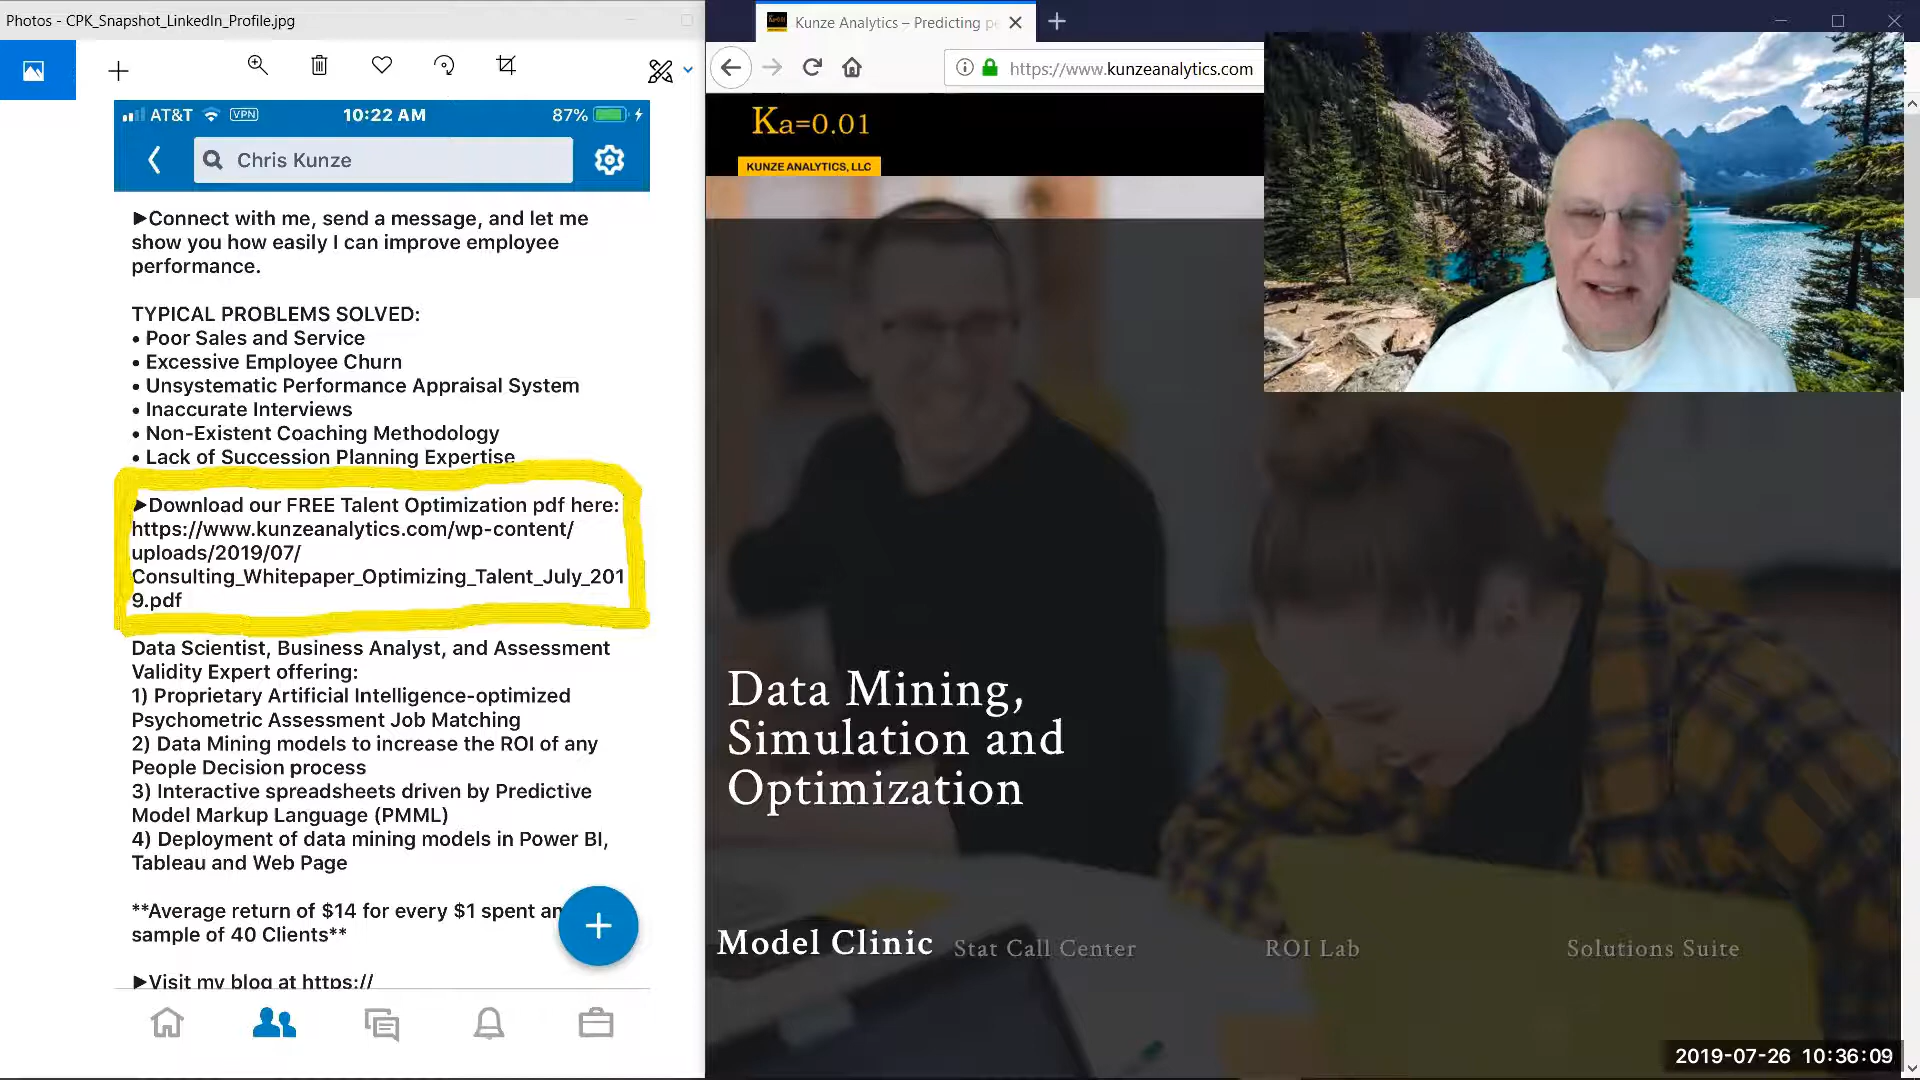 Photos - CPK_Snapshot_LinkedIn_Profile.jpg
AT&T VPN 10:22 AM 87%
Chris Kunze
►Connect with me, send a message, and let me
show you how easily I can improve employee
performance.
TYPICAL PROBLEMS SOLVED:
• Poor Sales and Service
• Excessive Employee Churn
• Unsystematic Performance Appraisal System
• Inaccurate Interviews
• Non-Existent Coaching Methodology
• Lack of Succession Planning Expertise
►Download our FREE Talent Optimization pdf here:
https://www.kunzeanalytics.com/wp-content/
uploads/2019/07/
Consulting_Whitepaper_Optimizing_Talent_July_201
9.pdf
Data Scientist, Business Analyst, and Assessment
Validity Expert offering:
1) Proprietary Artificial Intelligence-optimized
Psychometric Assessment Job Matching
2) Data Mining models to increase the ROI of any
People Decision process
3) Interactive spreadsheets driven by Predictive
Model Markup Language (PMML)
4) Deployment of data mining models in Power BI,
Tableau and Web Page
**Average return of $14 for every $1 spent
sample of 40 Clients**
►Visit my blog at https://
Kunze Analytics – Predicting
https://www.kunzeanalytics.com
Ka=0.01
KUNZE ANALYTICS, LLC
Data Mining,
Simulation and
Optimization
Model Clinic Stat Call Center ROI Lab Solutions Suite
2019-07-26 10:36:09